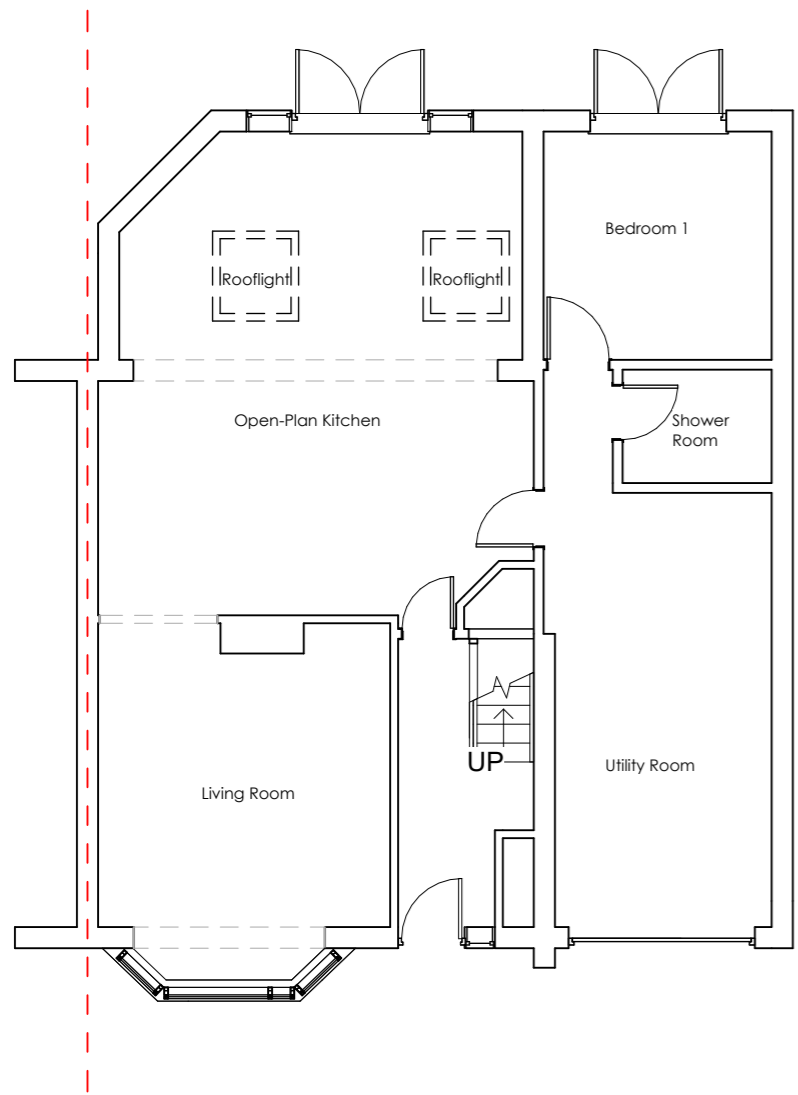 Bedroom 1
Rooflight
Rooflight
Open-Plan Kitchen
Shower
Room
UP
Utility Room
Living Room